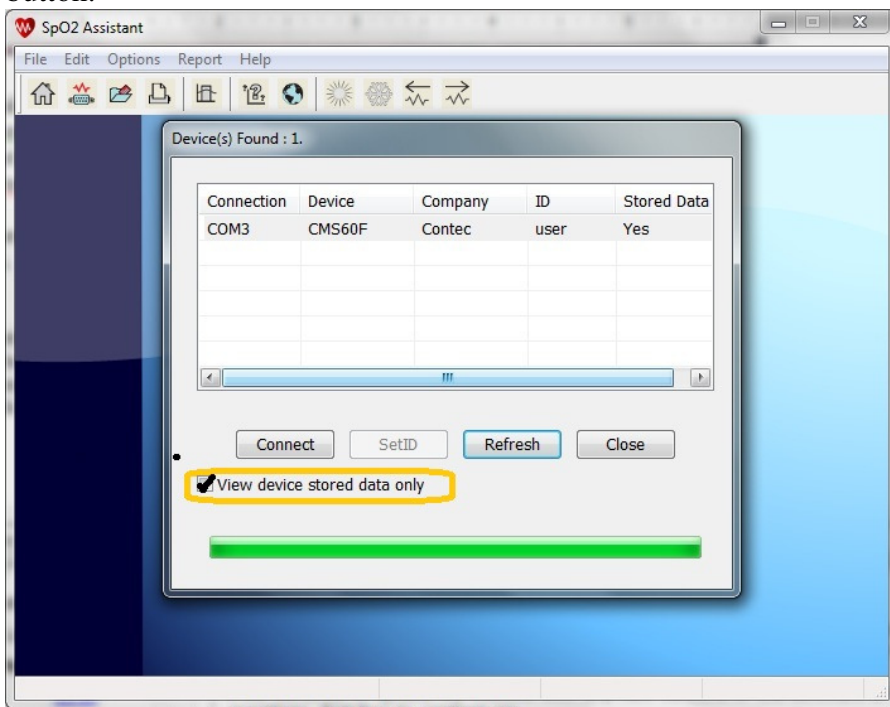 SpO2 Assistant
File Edit Options Report Help
Device(s) Found : 1.
Connection Device Company ID Stored Data
COM3 CMS60F Contec user Yes
Connect SetID Refresh Close
View device stored data only